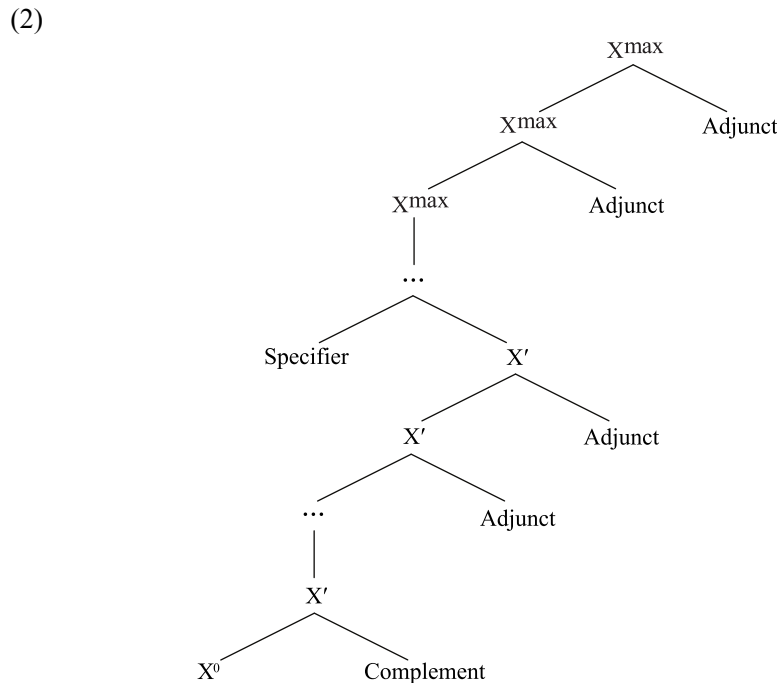 (2)
Xmax
Xmax Adjunct
Xmax Adjunct
...
Specifier X′
X′ Adjunct
... Adjunct
X′
X⁰ Complement